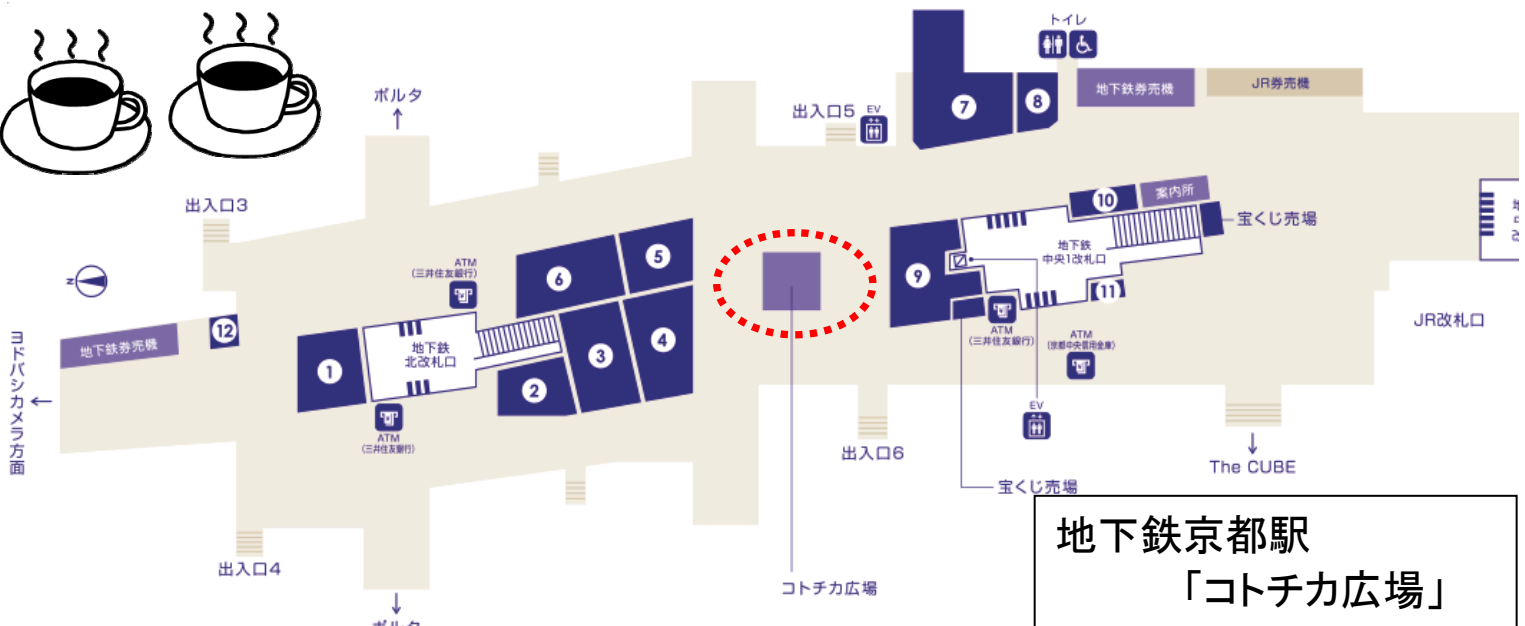 トイレ
地下鉄券売機
JR券売機
ポルタ
↑
出入口5
EV
7
8
出入口3
10
案内所
宝くじ売場
地下鉄
中央1改札口
5
6
9
11
ATM
(三井住友銀行)
N
12
地下鉄券売機
ヨドバシカメラ方面
←
1
地下鉄
北改札口
2
3
4
ATM
(三井住友銀行)
ATM
(三井住友銀行)
ATM
(京都中央信用金庫)
JR改札口
EV
出入口6
↓
The CUBE
宝くじ売場
出入口4
↓
ポルタ
コトチカ広場
地下鉄京都駅
「コトチカ広場」